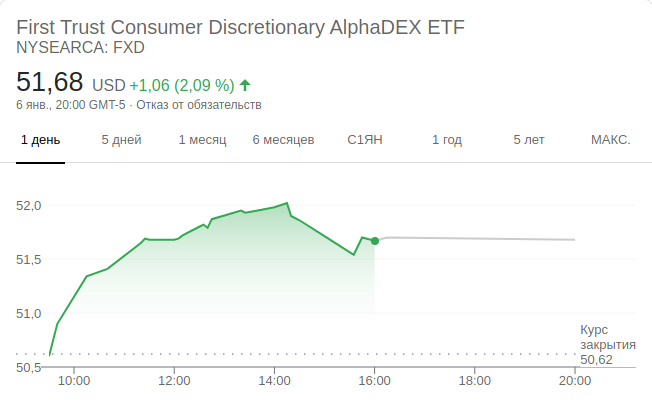 First Trust Consumer Discretionary AlphaDEX ETF
NYSEARCA: FXD
51,68 USD +1,06 (2,09 %)
6 янв., 20:00 GMT-5 · Отказ от обязательств
1 день 5 дней 1 месяц 6 месяцев С1ЯН 1 год 5 лет МАКС.
52,0
51,5
51,0
50,5
Курс
закрытия
50,62
10:00 12:00 14:00 16:00 18:00 20:00